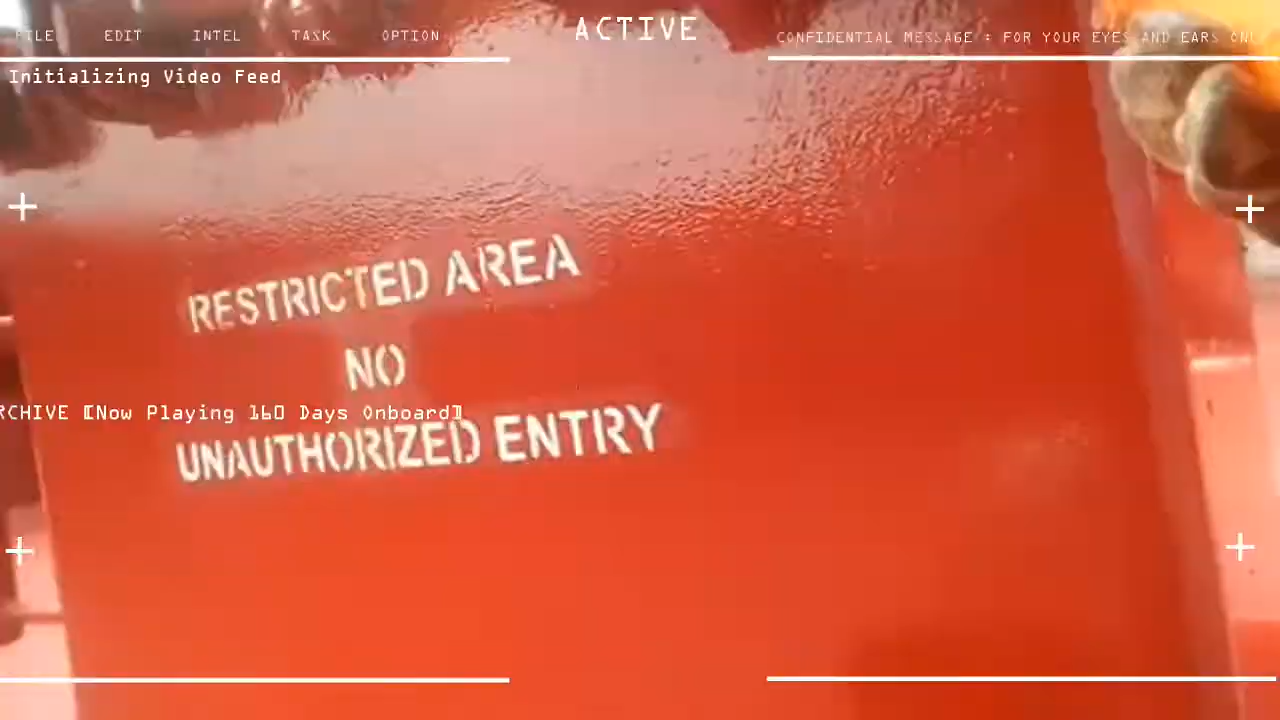 FILE EDIT INTEL TASK OPTION
ACTIVE
CONFIDENTIAL MESSAGE : FOR YOUR EYES AND EARS ONLY
Initializing Video Feed
RESTRICTED AREA
NO
RCHIVE [Now Playing 160 Days Onboard]
UNAUTHORIZED ENTRY